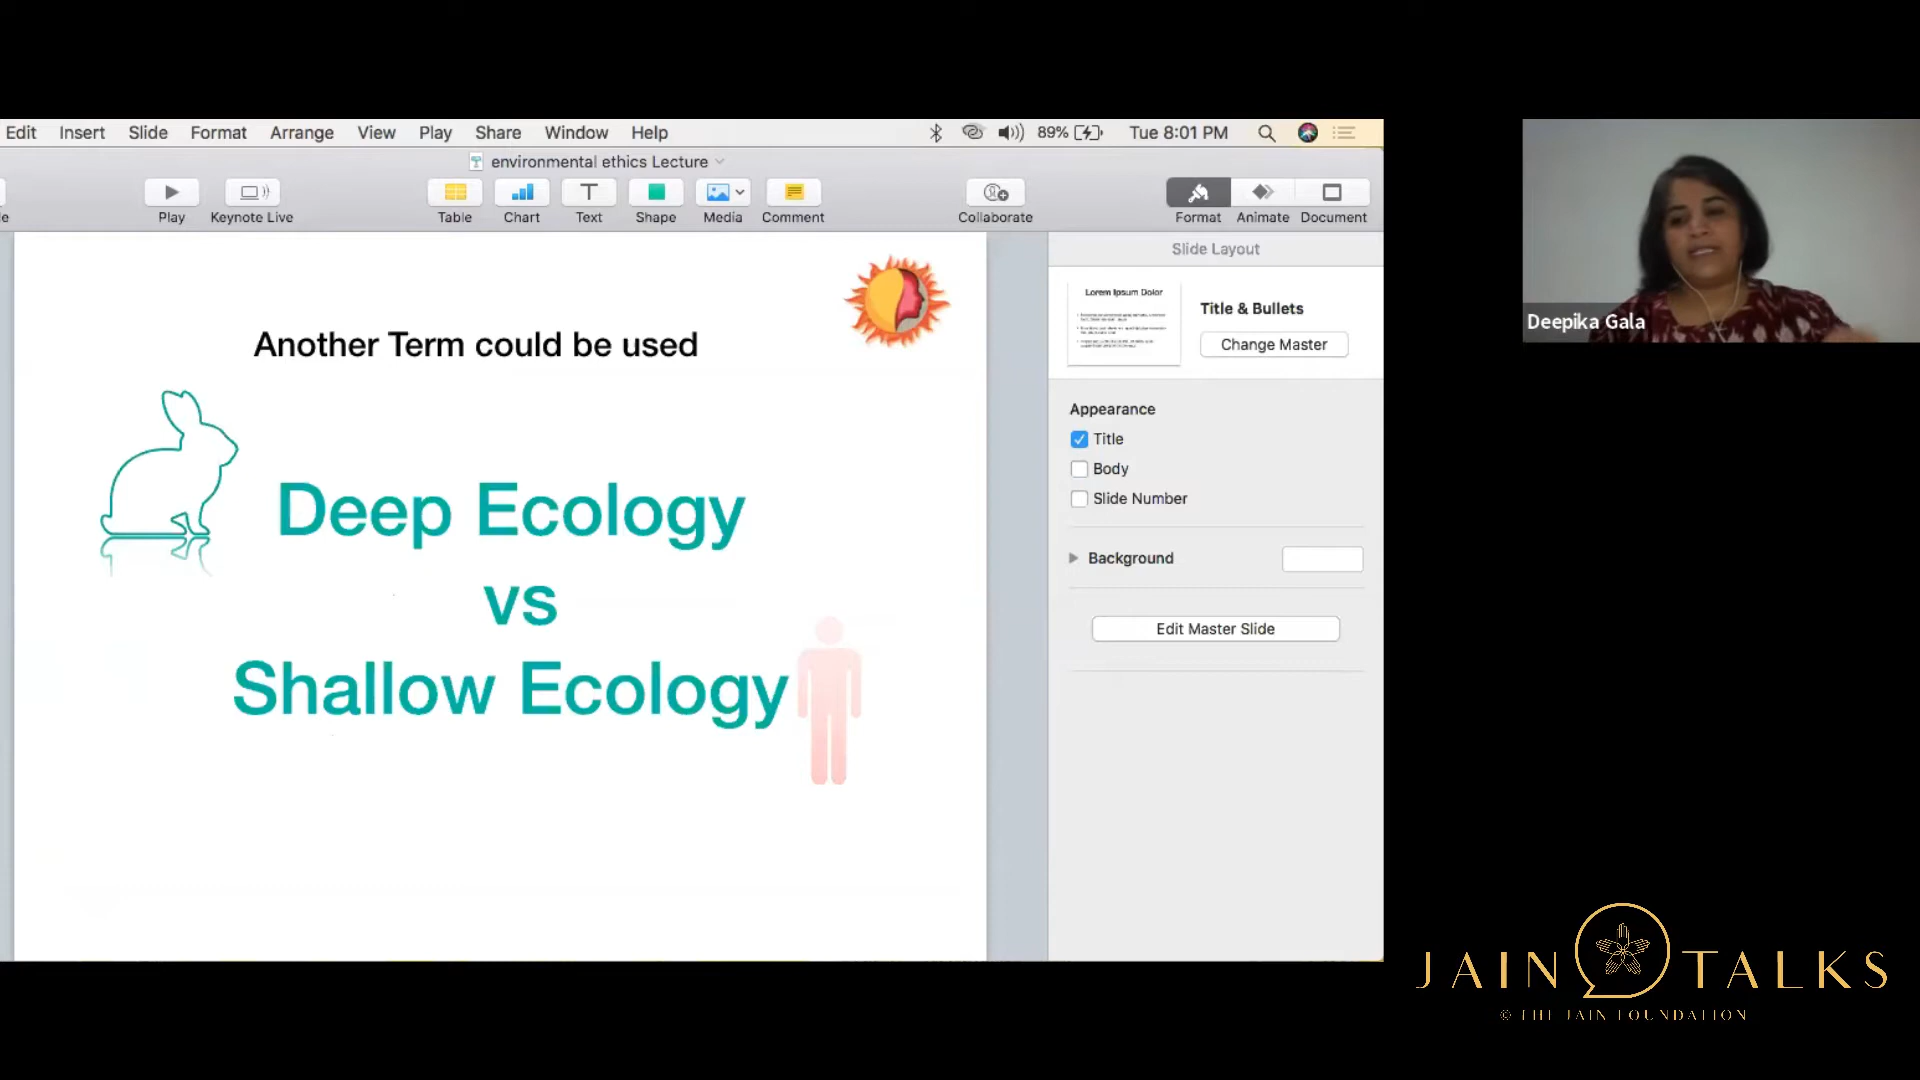 Edit Insert Slide Format Arrange View Play Share Window Help 89% Tue 8:01 PM
environmental ethics Lecture
Play Keynote Live Table Chart Text Shape Media Comment Collaborate Format Animate Document
Slide Layout
Another Term could be used
Deep Ecology
vs
Shallow Ecology
Lorem Ipsum Dolor
Title & Bullets
Change Master
Appearance
Title
Body
Slide Number
Background
Edit Master Slide
Deepika Gala
JAIN TALKS
© THE JAIN FOUNDATION